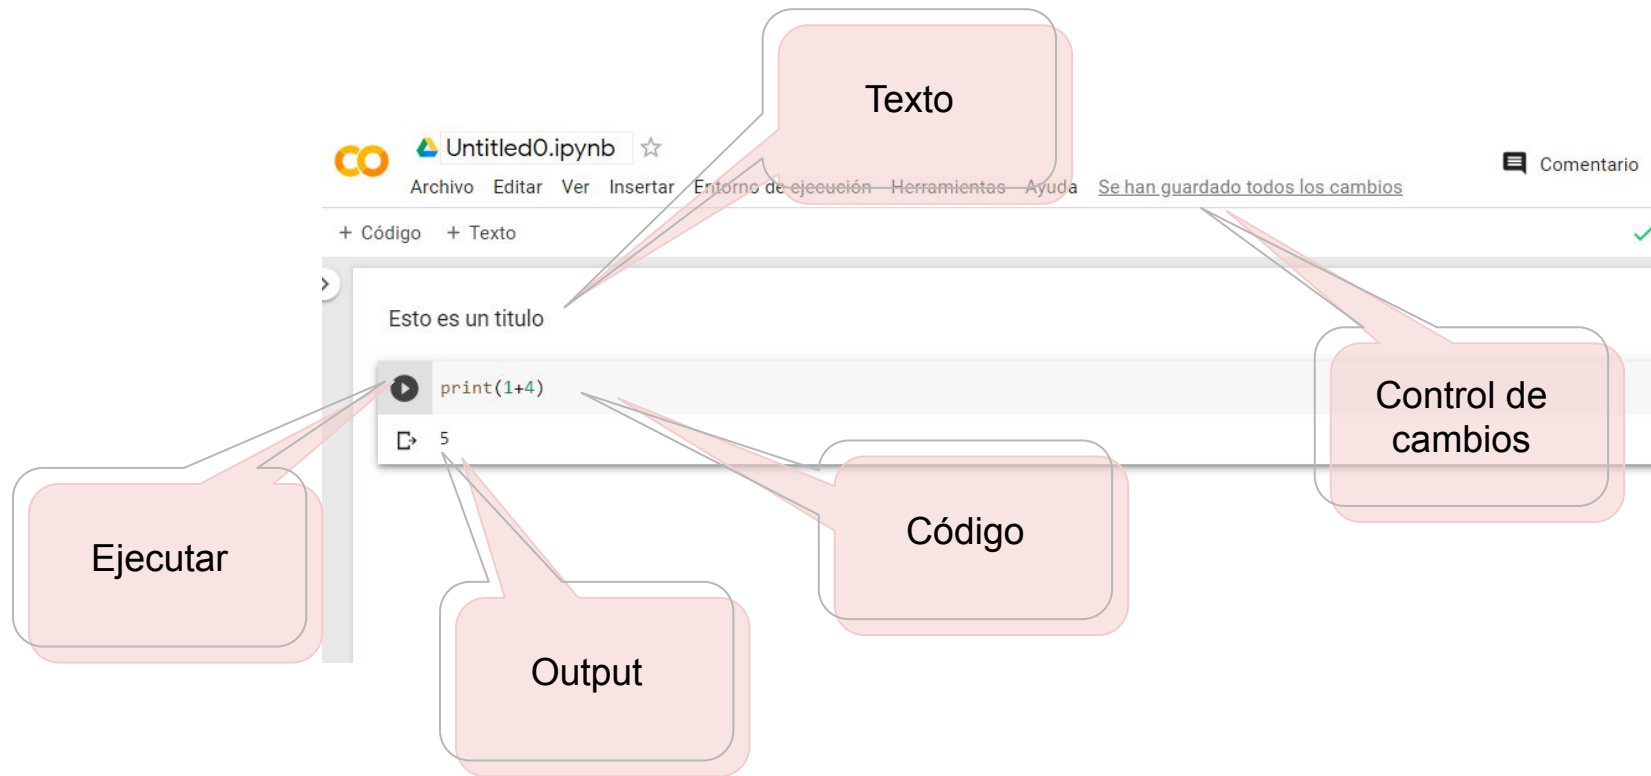 Texto
Untitled0.ipynb
Comentario
Archivo Editar Ver Insertar Entorno de ejecución Herramientas Ayuda Se han guardado todos los cambios
+ Código + Texto
Esto es un titulo
print(1+4)
5
Control de
cambios
Código
Ejecutar
Output